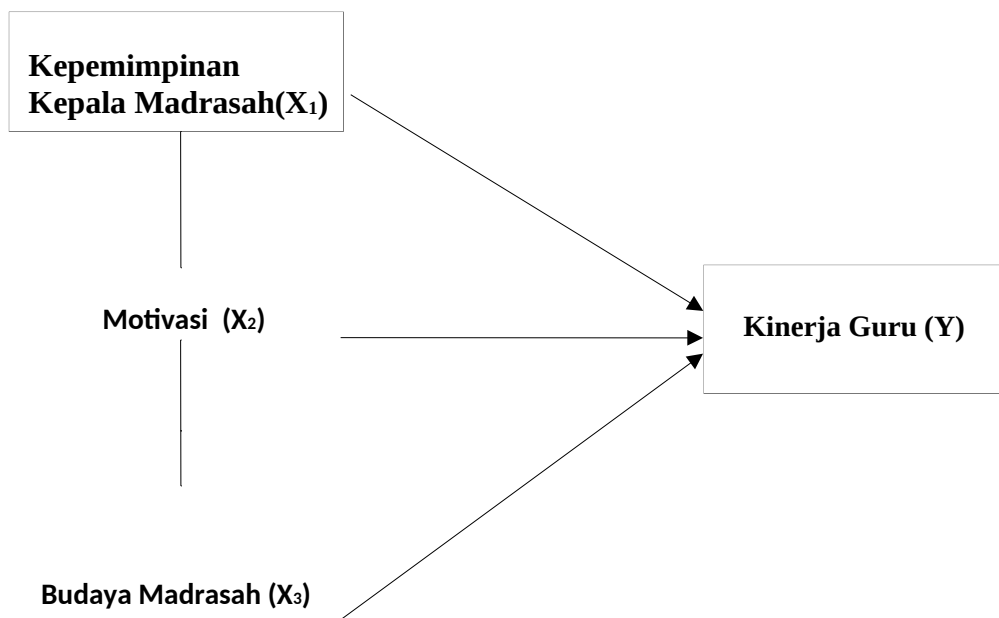 Kepemimpinan
Kepala Madrasah(X₁)
Motivasi (X₂)
Kinerja Guru (Y)
Budaya Madrasah (X₃)